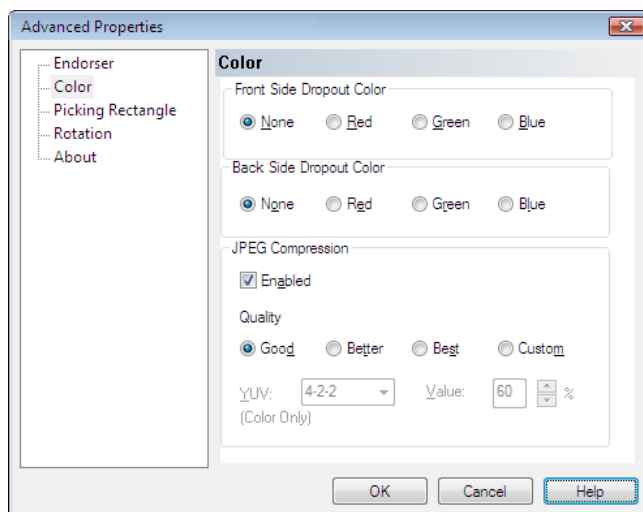 Advanced Properties
Endorser
Color
Picking Rectangle
Rotation
About
Color
Front Side Dropout Color
None Red Green Blue
Back Side Dropout Color
None Red Green Blue
JPEG Compression
Enabled
Quality
Good Better Best Custom
YUV: 4-2-2 Value: 60 %
(Color Only)
OK Cancel Help